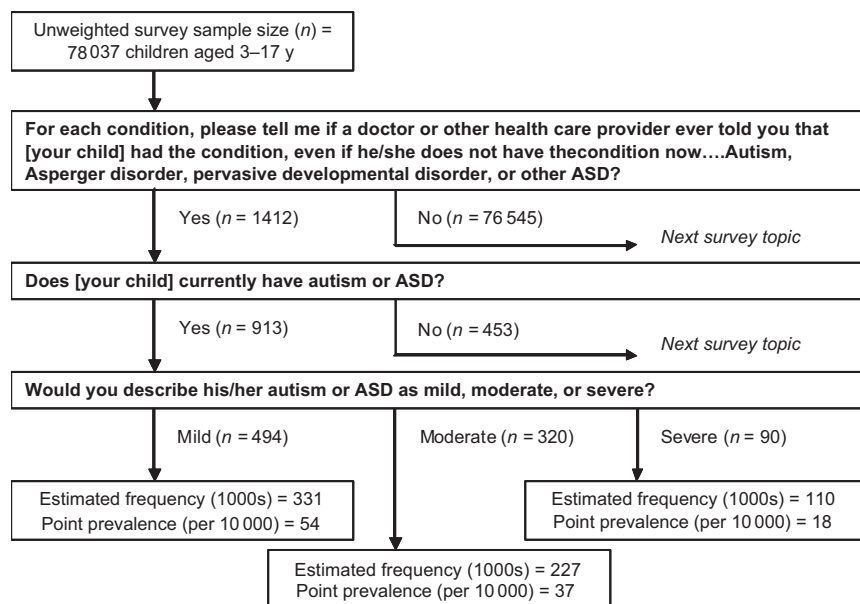 Unweighted survey sample size (n) =
78 037 children aged 3–17 y
For each condition, please tell me if a doctor or other health care provider ever told you that
[your child] had the condition, even if he/she does not have thecondition now....Autism,
Asperger disorder, pervasive developmental disorder, or other ASD?
Yes (n = 1412)
No (n = 76 545)
Next survey topic
Does [your child] currently have autism or ASD?
Yes (n = 913)
No (n = 453)
Next survey topic
Would you describe his/her autism or ASD as mild, moderate, or severe?
Mild (n = 494)
Moderate (n = 320)
Severe (n = 90)
Estimated frequency (1000s) = 331
Point prevalence (per 10 000) = 54
Estimated frequency (1000s) = 110
Point prevalence (per 10 000) = 18
Estimated frequency (1000s) = 227
Point prevalence (per 10 000) = 37